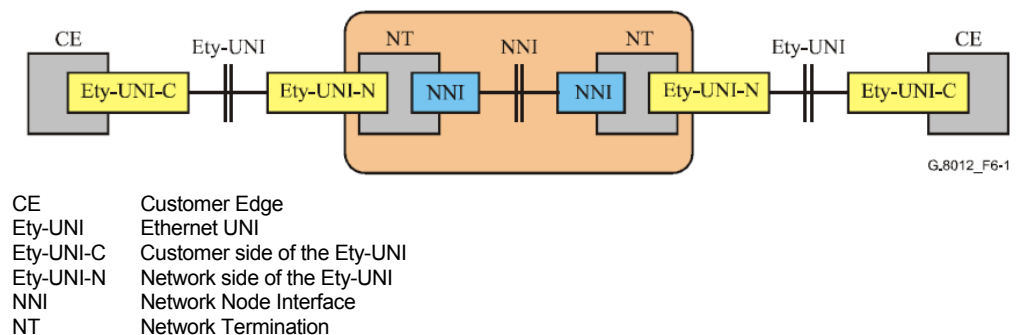 CE Ety-UNI NT NNI NT Ety-UNI CE
Ety-UNI-C Ety-UNI-N NNI NNI Ety-UNI-N Ety-UNI-C
G.8012_F6-1
CE Customer Edge
Ety-UNI Ethernet UNI
Ety-UNI-C Customer side of the Ety-UNI
Ety-UNI-N Network side of the Ety-UNI
NNI Network Node Interface
NT Network Termination